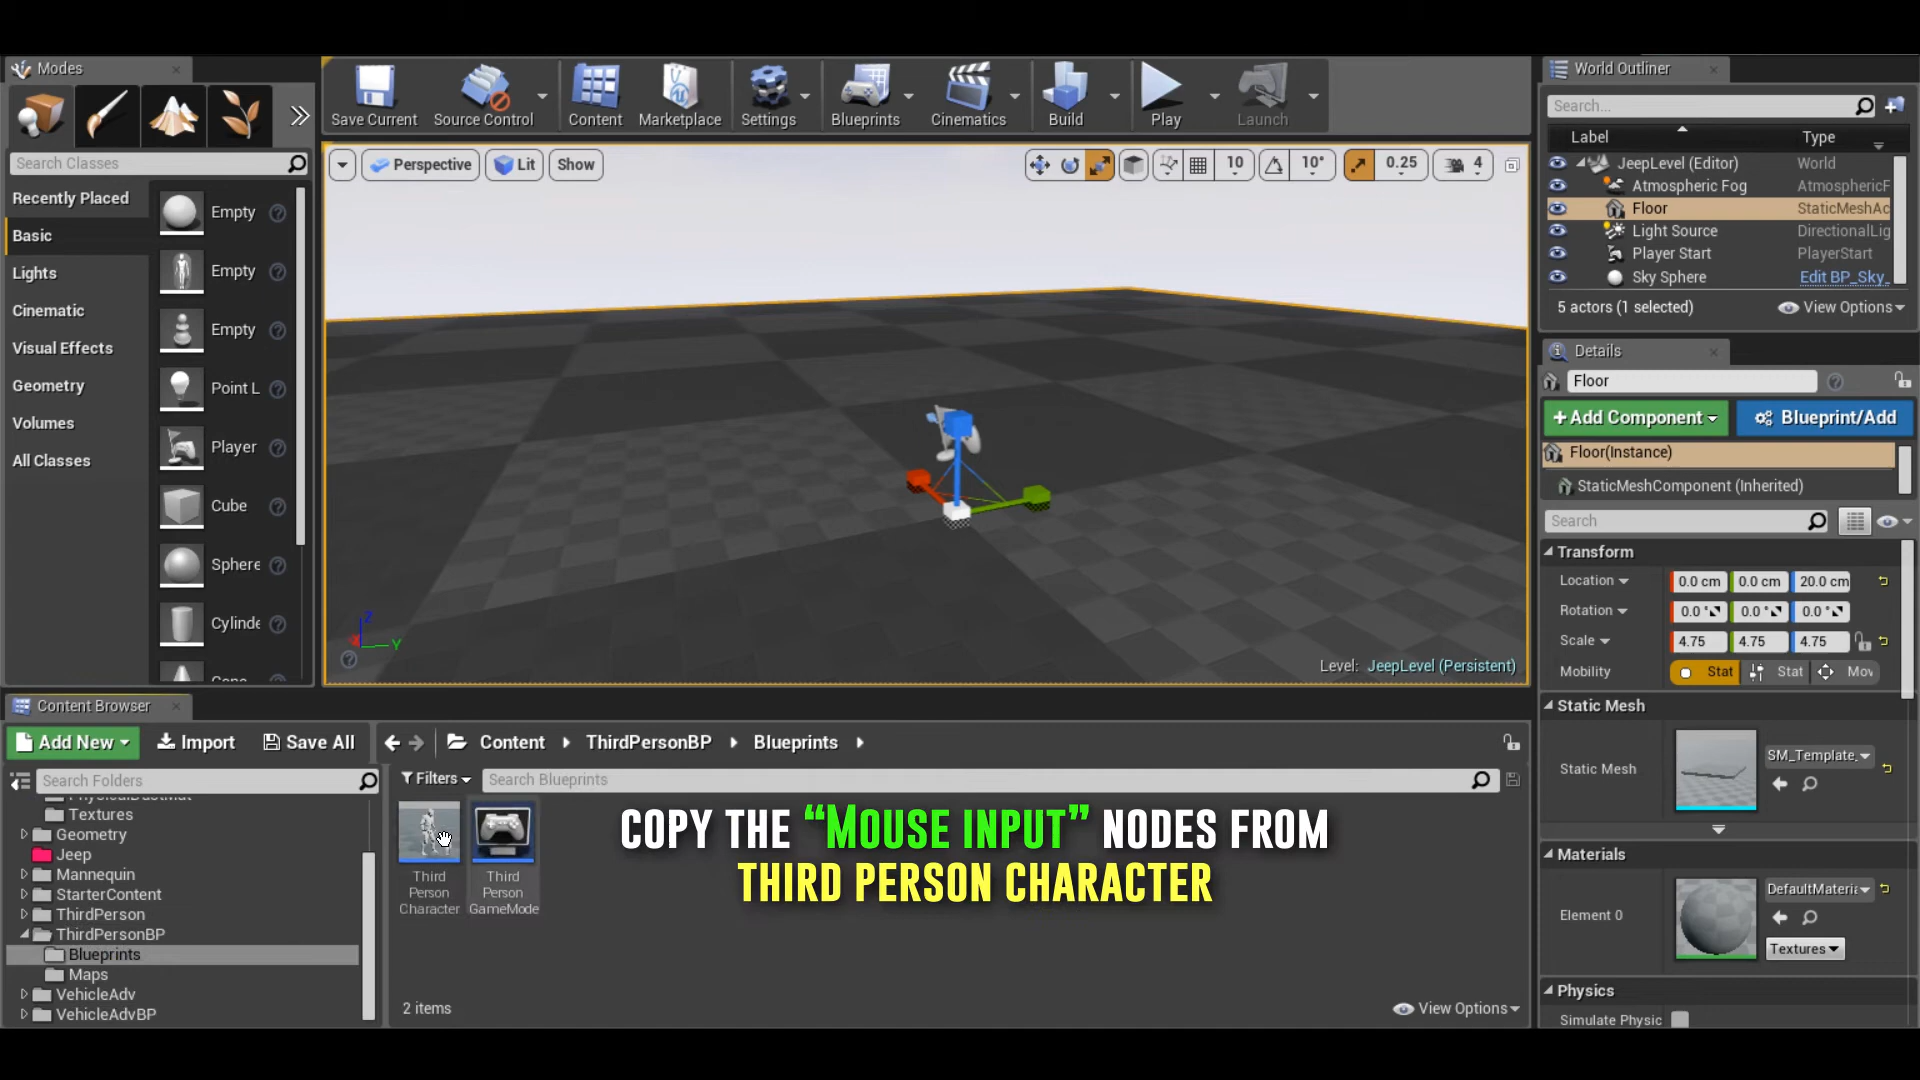 Modes
Save Current
Source Control
Content
Marketplace
Settings
Blueprints
Cinematics
Build
Play
Launch
Search Classes
Recently Placed
Basic
Lights
Cinematic
Visual Effects
Geometry
Volumes
All Classes
Empty
Empty
Empty
Point L
Player
Cube
Sphere
Cylinde
Perspective
Lit
Show
10
10°
0.25
4
Z
Y
Level: JeepLevel (Persistent)
World Outliner
Search...
Label
Type
JeepLevel (Editor) World
Atmospheric Fog AtmosphericF
Floor StaticMeshAc
Light Source DirectionalLig
Player Start PlayerStart
Sky Sphere Edit BP_Sky_
5 actors (1 selected)
View Options
Details
Floor
+Add Component
Blueprint/Add
Floor(Instance)
StaticMeshComponent (Inherited)
Search
Transform
Location 0.0 cm 0.0 cm 20.0 cm
Rotation 0.0 ° 0.0 ° 0.0 °
Scale 4.75 4.75 4.75
Mobility Stat Stat Mov
Static Mesh
Static Mesh SM_Template_
Materials
Element 0 DefaultMateria
Textures
Physics
Simulate Physic
Content Browser
Add New
Import
Save All
Content
ThirdPersonBP
Blueprints
Search Folders
Filters
Search Blueprints
PhysicalDustMat
Textures
Geometry
Jeep
Mannequin
StarterContent
ThirdPerson
ThirdPersonBP
Blueprints
Maps
VehicleAdv
VehicleAdvBP
Third
Person
Character
Third
Person
GameMode
COPY THE “MOUSE INPUT” NODES FROM
THIRD PERSON CHARACTER
2 items
View Options